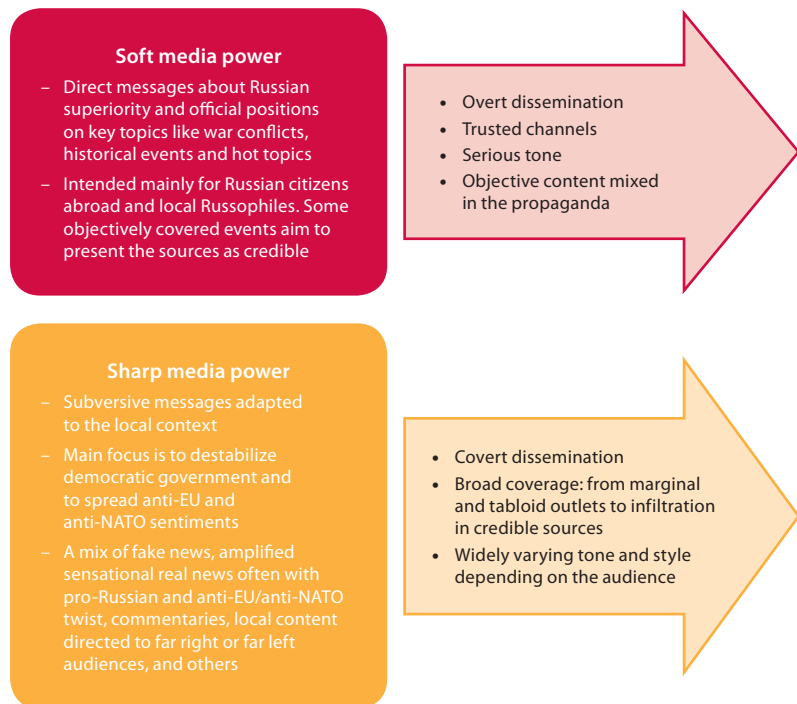 Soft media power
– Direct messages about Russian
superiority and official positions
on key topics like war conflicts,
historical events and hot topics
– Intended mainly for Russian citizens
abroad and local Russophiles. Some
objectively covered events aim to
present the sources as credible
• Overt dissemination
• Trusted channels
• Serious tone
• Objective content mixed
in the propaganda
Sharp media power
– Subversive messages adapted
to the local context
– Main focus is to destabilize
democratic government and
to spread anti-EU and
anti-NATO sentiments
– A mix of fake news, amplified
sensational real news often with
pro-Russian and anti-EU/anti-NATO
twist, commentaries, local content
directed to far right or far left
audiences, and others
• Covert dissemination
• Broad coverage: from marginal
and tabloid outlets to infiltration
in credible sources
• Widely varying tone and style
depending on the audience